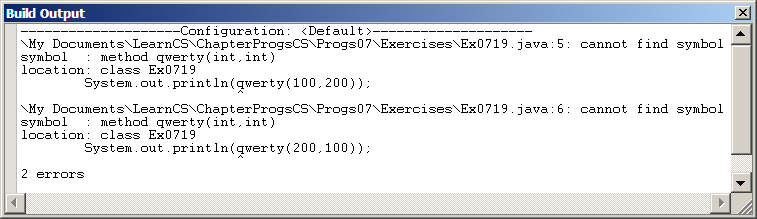 Build Output
--------------------Configuration: <Default>--------------------
\My Documents\LearnCS\ChapterProgsCS\Progs07\Exercises\Ex0719.java:5: cannot find symbol
symbol  : method qwerty(int,int)
location: class Ex0719
        System.out.println(qwerty(100,200));
                           ^
\My Documents\LearnCS\ChapterProgsCS\Progs07\Exercises\Ex0719.java:6: cannot find symbol
symbol  : method qwerty(int,int)
location: class Ex0719
        System.out.println(qwerty(200,100));
                           ^
2 errors